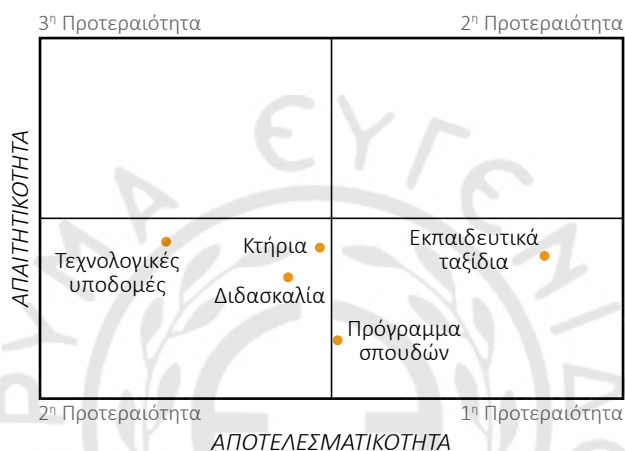 3η Προτεραιότητα
2η Προτεραιότητα
ΑΠΑΙΤΗΤΙΚΟΤΗΤΑ
Τεχνολογικές
υποδομές
Κτήρια
Διδασκαλία
Εκπαιδευτικά
ταξίδια
Πρόγραμμα
σπουδών
2η Προτεραιότητα
1η Προτεραιότητα
ΑΠΟΤΕΛΕΣΜΑΤΙΚΟΤΗΤΑ